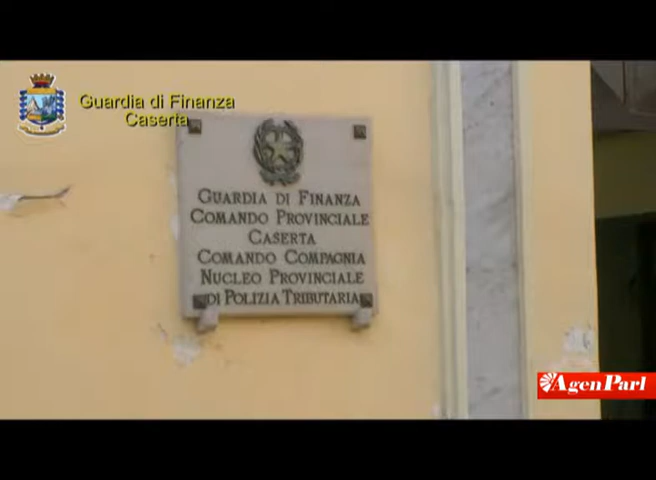 Guardia di Finanza
Caserta
GUARDIA DI FINANZA
COMANDO PROVINCIALE
CASERTA
COMANDO COMPAGNIA
NUCLEO PROVINCIALE
DI POLIZIA TRIBUTARIA
AgenParl